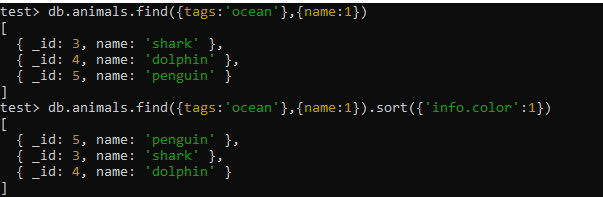 test> db.animals.find({tags:'ocean'},{name:1})
[
  { _id: 3, name: 'shark' },
  { _id: 4, name: 'dolphin' },
  { _id: 5, name: 'penguin' }
]
test> db.animals.find({tags:'ocean'},{name:1}).sort({'info.color':1})
[
  { _id: 5, name: 'penguin' },
  { _id: 3, name: 'shark' },
  { _id: 4, name: 'dolphin' }
]